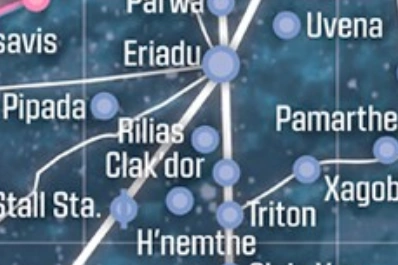 Parwa
Uvena
savis
Eriadu
Pipada
Pamarthe
Rilias
Clak'dor
Xagob
Stall Sta.
Triton
H'nemthe